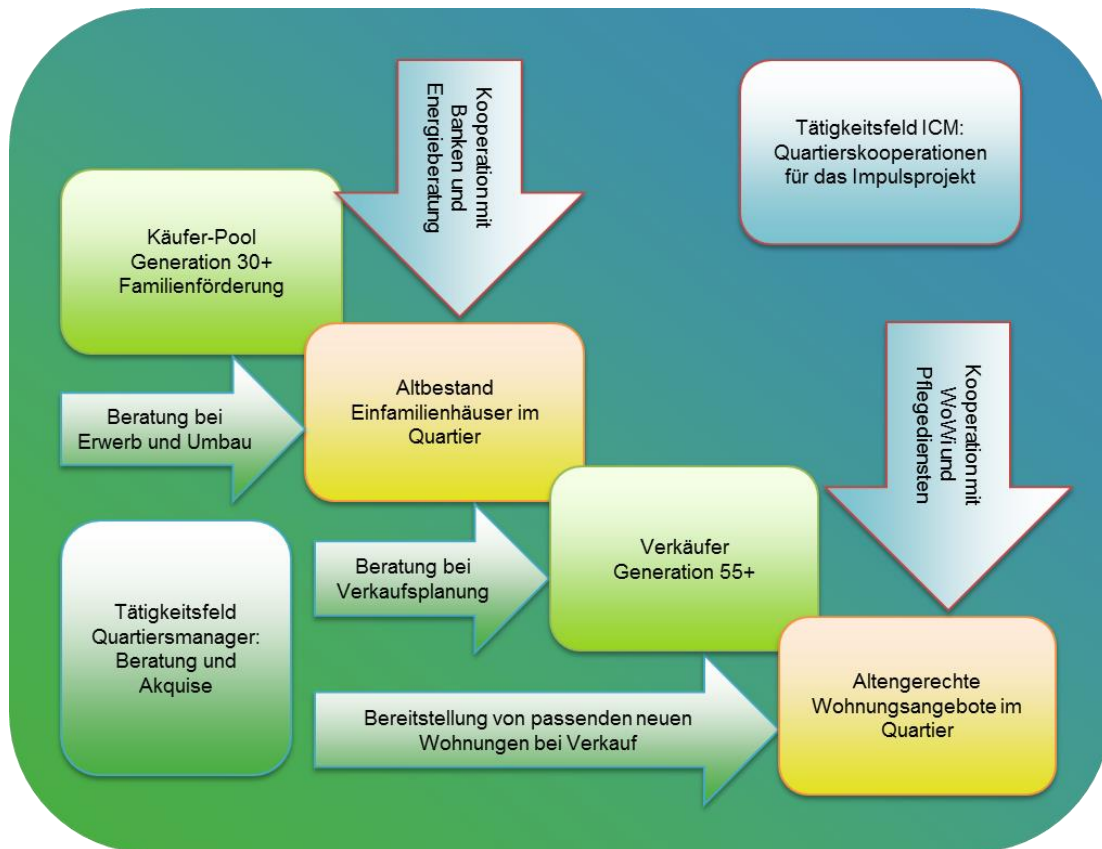 Kooperation mit
Banken und
Energieberatung
Tätigkeitsfeld ICM:
Quartierskooperationen
für das Impulsprojekt
Käufer-Pool
Generation 30+
Familienförderung
Altbestand
Einfamilienhäuser im
Quartier
Beratung bei
Erwerb und Umbau
Kooperation mit
WoWi und
Pflegediensten
Verkäufer
Generation 55+
Beratung bei
Verkaufsplanung
Tätigkeitsfeld
Quartiersmanager:
Beratung und
Akquise
Altengerechte
Wohnungsangebote im
Quartier
Bereitstellung von passenden neuen
Wohnungen bei Verkauf